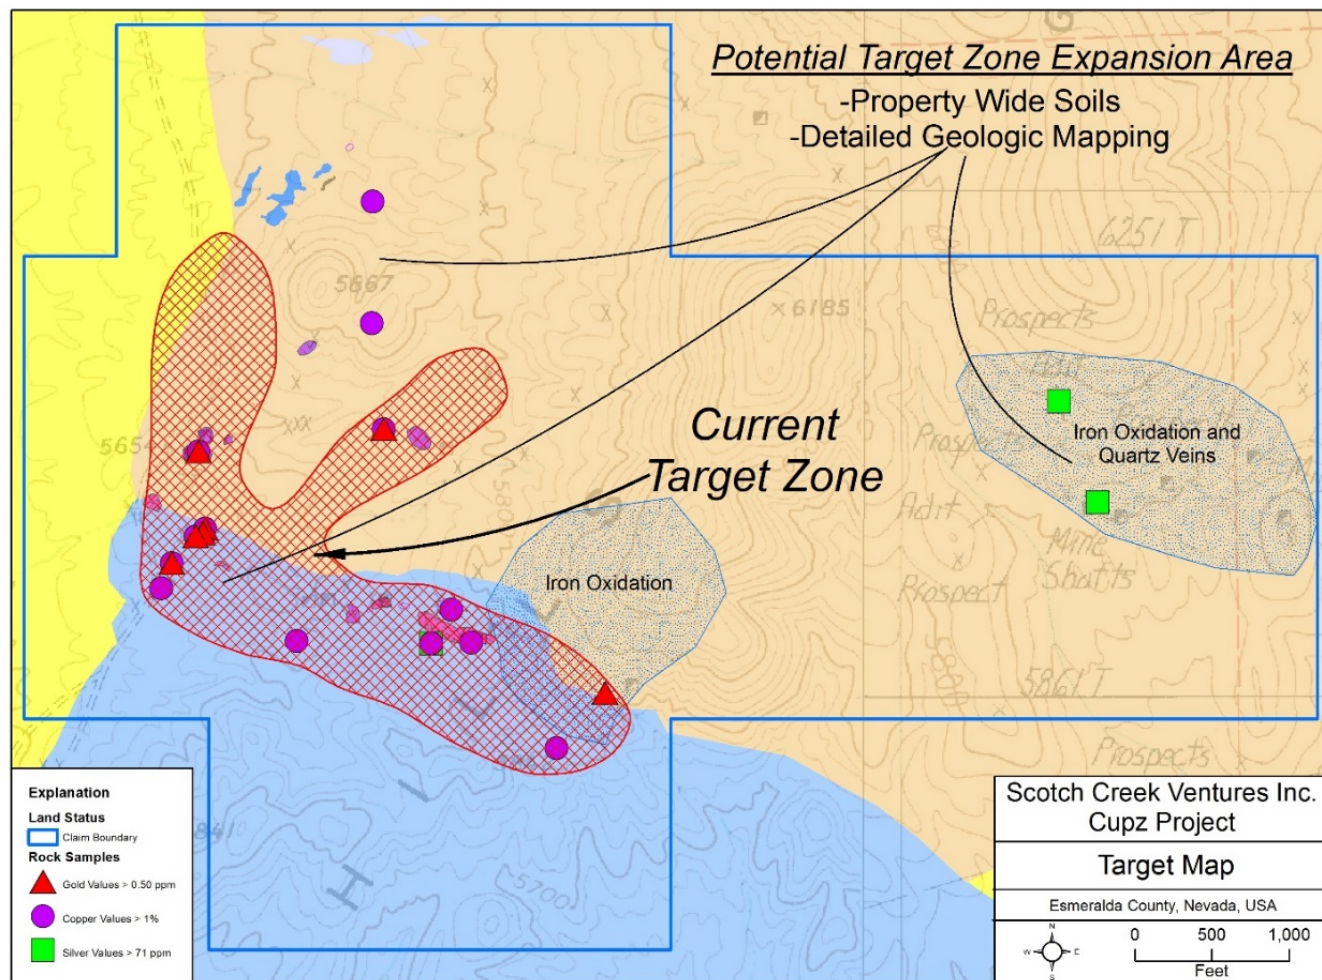 Potential Target Zone Expansion Area
-Property Wide Soils
-Detailed Geologic Mapping
6251 T
5667
×6185
Prospects
Current
Target Zone
Iron Oxidation and
Quartz Veins
Prospects
5654
XXX
5800
Adit
Mine
Shafts
Iron Oxidation
Prospect
5861 T
Prospects
5700
Explanation
Land Status
Claim Boundary
Rock Samples
Gold Values > 0.50 ppm
Copper Values > 1%
Silver Values > 71 ppm
Scotch Creek Ventures Inc.
Cupz Project
Target Map
Esmeralda County, Nevada, USA
N
W E
S
0 500 1,000
Feet